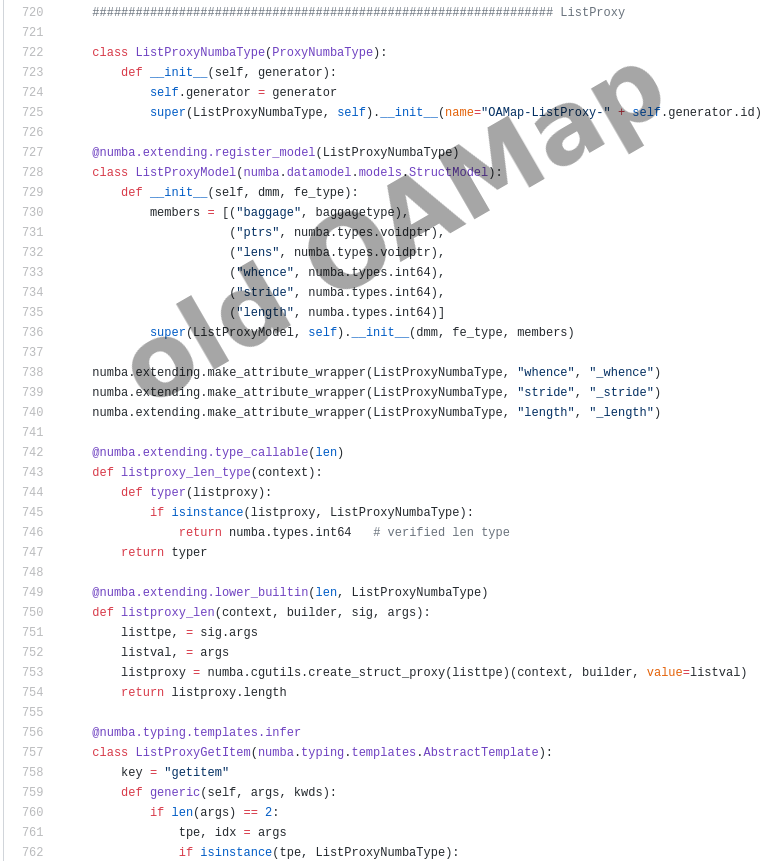 720 ################################################################ ListProxy
721
722 class ListProxyNumbaType(ProxyNumbaType):
723     def __init__(self, generator):
724         self.generator = generator
725         super(ListProxyNumbaType, self).__init__(name="OAMap-ListProxy-" + self.generator.id)
726
727 @numba.extending.register_model(ListProxyNumbaType)
728 class ListProxyModel(numba.datamodel.models.StructModel):
729     def __init__(self, dmm, fe_type):
730         members = [("baggage", baggagetype),
731                    ("ptrs", numba.types.voidptr),
732                    ("lens", numba.types.voidptr),
733                    ("whence", numba.types.int64),
734                    ("stride", numba.types.int64),
735                    ("length", numba.types.int64)]
736         super(ListProxyModel, self).__init__(dmm, fe_type, members)
737
738 numba.extending.make_attribute_wrapper(ListProxyNumbaType, "whence", "_whence")
739 numba.extending.make_attribute_wrapper(ListProxyNumbaType, "stride", "_stride")
740 numba.extending.make_attribute_wrapper(ListProxyNumbaType, "length", "_length")
741
742 @numba.extending.type_callable(len)
743 def listproxy_len_type(context):
744     def typer(listproxy):
745         if isinstance(listproxy, ListProxyNumbaType):
746             return numba.types.int64   # verified len type
747     return typer
748
749 @numba.extending.lower_builtin(len, ListProxyNumbaType)
750 def listproxy_len(context, builder, sig, args):
751     listtpe, = sig.args
752     listval, = args
753     listproxy = numba.cgutils.create_struct_proxy(listtpe)(context, builder, value=listval)
754     return listproxy.length
755
756 @numba.typing.templates.infer
757 class ListProxyGetItem(numba.typing.templates.AbstractTemplate):
758     key = "getitem"
759     def generic(self, args, kwds):
760         if len(args) == 2:
761             tpe, idx = args
762             if isinstance(tpe, ListProxyNumbaType):
old OAMap